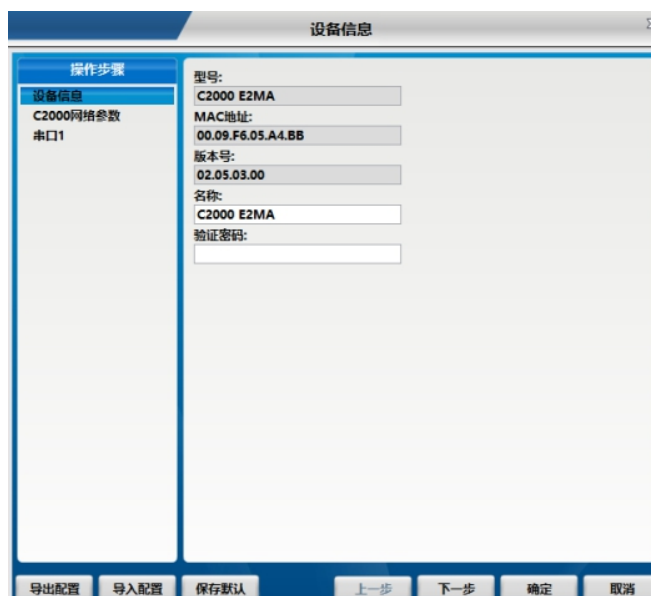 设备信息
操作步骤
设备信息
C2000网络参数
串口1
型号:
C2000 E2MA
MAC地址:
00.09.F6.05.A4.BB
版本号:
02.05.03.00
名称:
C2000 E2MA
验证密码:
导出配置 导入配置 保存默认 上一步 下一步 确定 取消